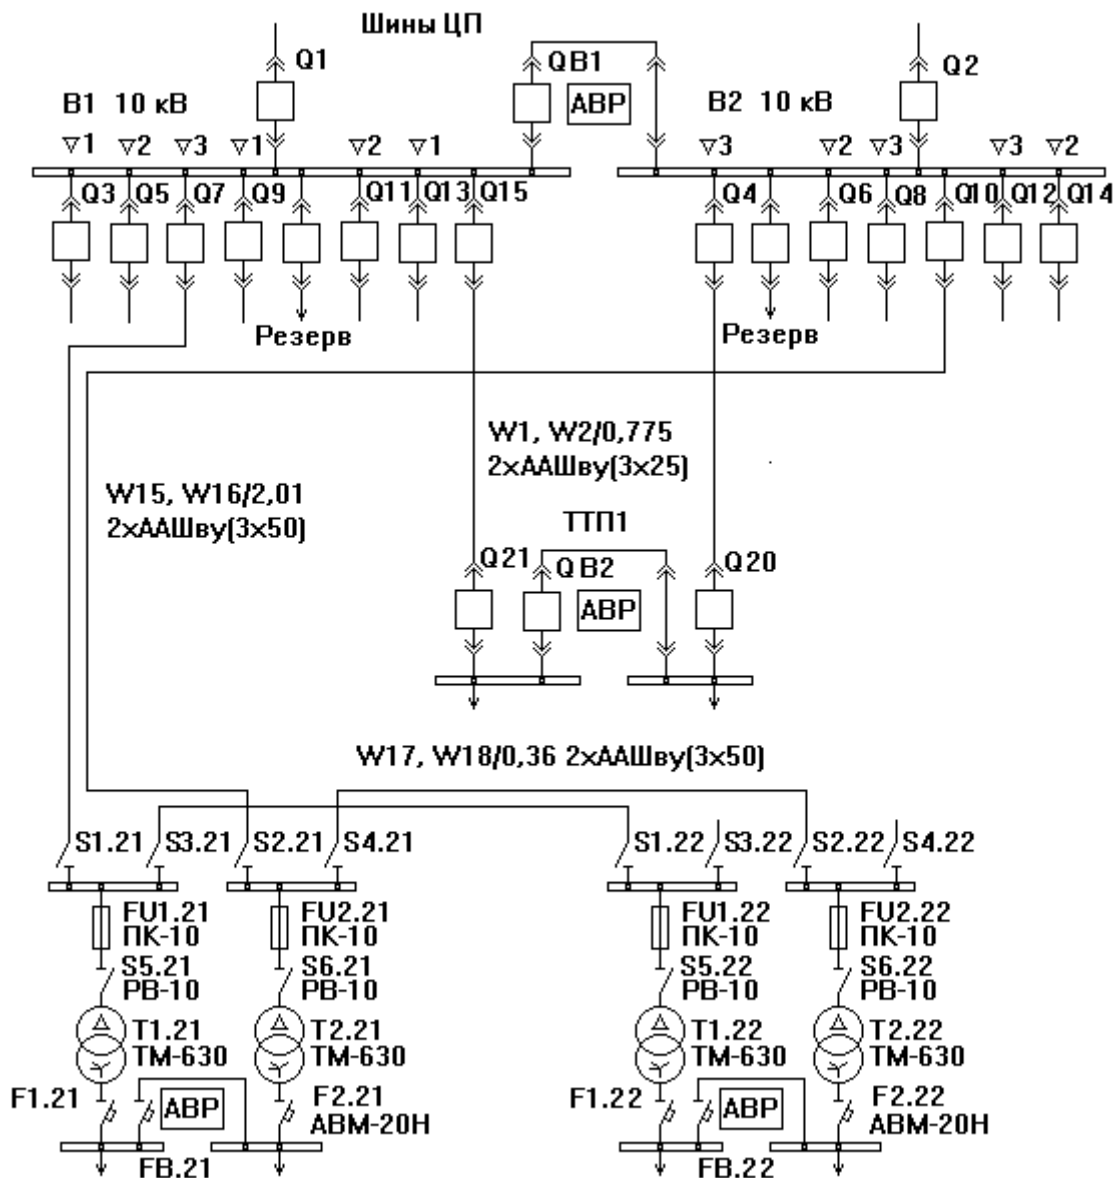 Шины ЦП
Q1
QВ1
Q2
В1 10 кВ
АВР
В2 10 кВ
▽1 ▽2 ▽3 ▽1 ▽2 ▽1
▽3 ▽2 ▽3 ▽3 ▽2
Q3 Q5 Q7 Q9 Q11 Q13 Q15
Q4 Q6 Q8 Q10 Q12 Q14
Резерв
Резерв
W1, W2/0,775
2хААШву(3х25)
W15, W16/2,01
2хААШву(3х50)
ТТП1
Q21
QВ2
Q20
АВР
W17, W18/0,36 2хААШву(3х50)
S1.21 S3.21 S2.21 S4.21
S1.22 S3.22 S2.22 S4.22
FU1.21
ПК-10
FU2.21
ПК-10
FU1.22
ПК-10
FU2.22
ПК-10
S5.21
РВ-10
S6.21
РВ-10
S5.22
РВ-10
S6.22
РВ-10
T1.21
ТМ-630
T2.21
ТМ-630
T1.22
ТМ-630
T2.22
ТМ-630
F1.21
АВР
F2.21
АВМ-20Н
F1.22
АВР
F2.22
АВМ-20Н
FB.21
FB.22